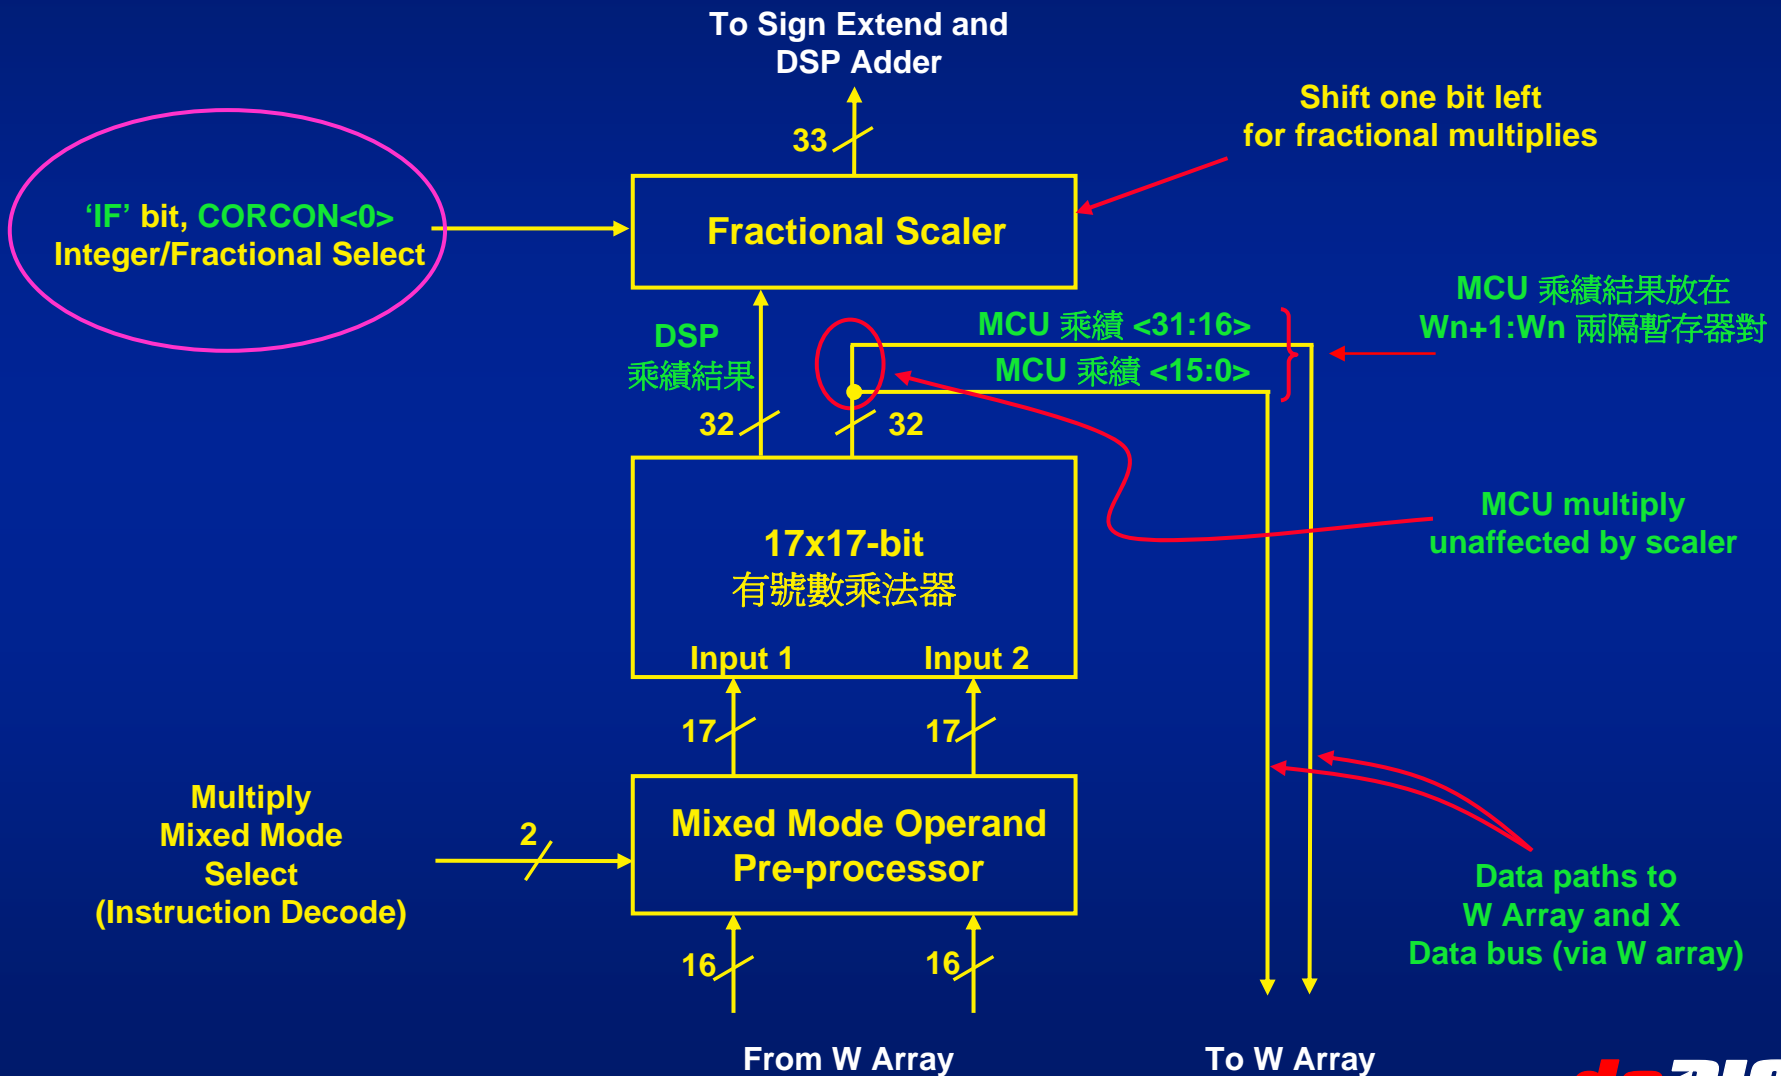 To Sign Extend and
DSP Adder
Shift one bit left
for fractional multiplies
33
'IF' bit, CORCON<0>
Integer/Fractional Select
Fractional Scaler
MCU 乘績結果放在
Wn+1:Wn 兩隔暫存器對
DSP
乘績結果
MCU 乘績 <31:16>
MCU 乘績 <15:0>
32
32
17x17-bit
有號數乘法器
MCU multiply
unaffected by scaler
Input 1
Input 2
17
17
Multiply
Mixed Mode
Select
(Instruction Decode)
2
Mixed Mode Operand
Pre-processor
Data paths to
W Array and X
Data bus (via W array)
16
16
From W Array
To W Array